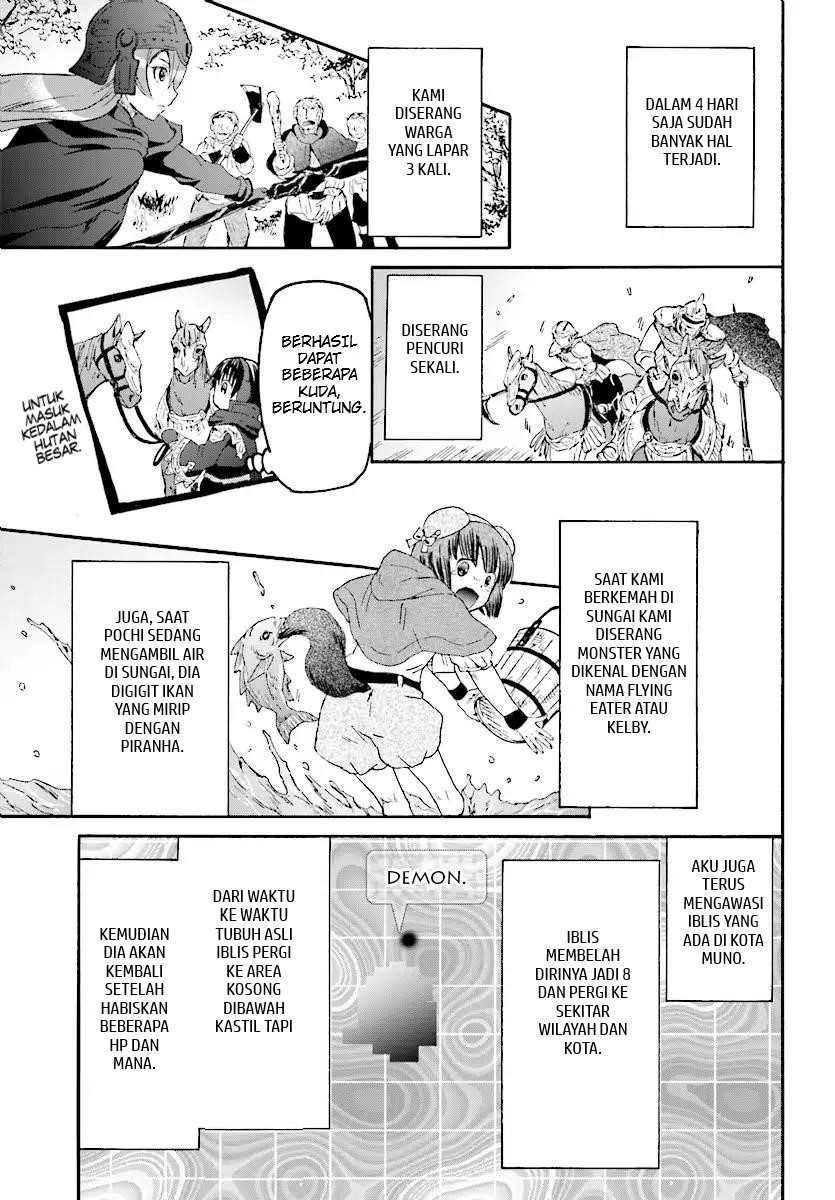 DALAM 4 HARI
SAJA SUDAH
BANYAK HAL
TERJADI.
KAMI
DISERANG
WARGA
YANG LAPAR
3 KALI.
DISERANG
PENCURI
SEKALI.
BERHASIL
DAPAT
BEBERAPA
KUDA,
BERUNTUNG.
UNTUK
MASUK
KEDALAM
HUTAN
BESAR.
SAAT KAMI
BERKEMAH DI
SUNGAI KAMI
DISERANG
MONSTER YANG
DIKENAL DENGAN
NAMA FLYING
EATER ATAU
KELBY.
JUGA, SAAT
POCHI SEDANG
MENGAMBIL AIR
DI SUNGAI, DIA
DIGIGIT IKAN
YANG MIRIP
DENGAN
PIRANHA.
AKU JUGA
TERUS
MENGAWASI
IBLIS YANG
ADA DI KOTA
MUNO.
IBLIS
MEMBELAH
DIRINYA JADI 8
DAN PERGI KE
SEKITAR
WILAYAH DAN
KOTA.
DEMON.
DARI WAKTU
KE WAKTU
TUBUH ASLI
IBLIS PERGI
KE AREA
KOSONG
DIBAWAH
KASTIL TAPI
KEMUDIAN
DIA AKAN
KEMBALI
SETELAH
HABISKAN
BEBERAPA
HP DAN
MANA.